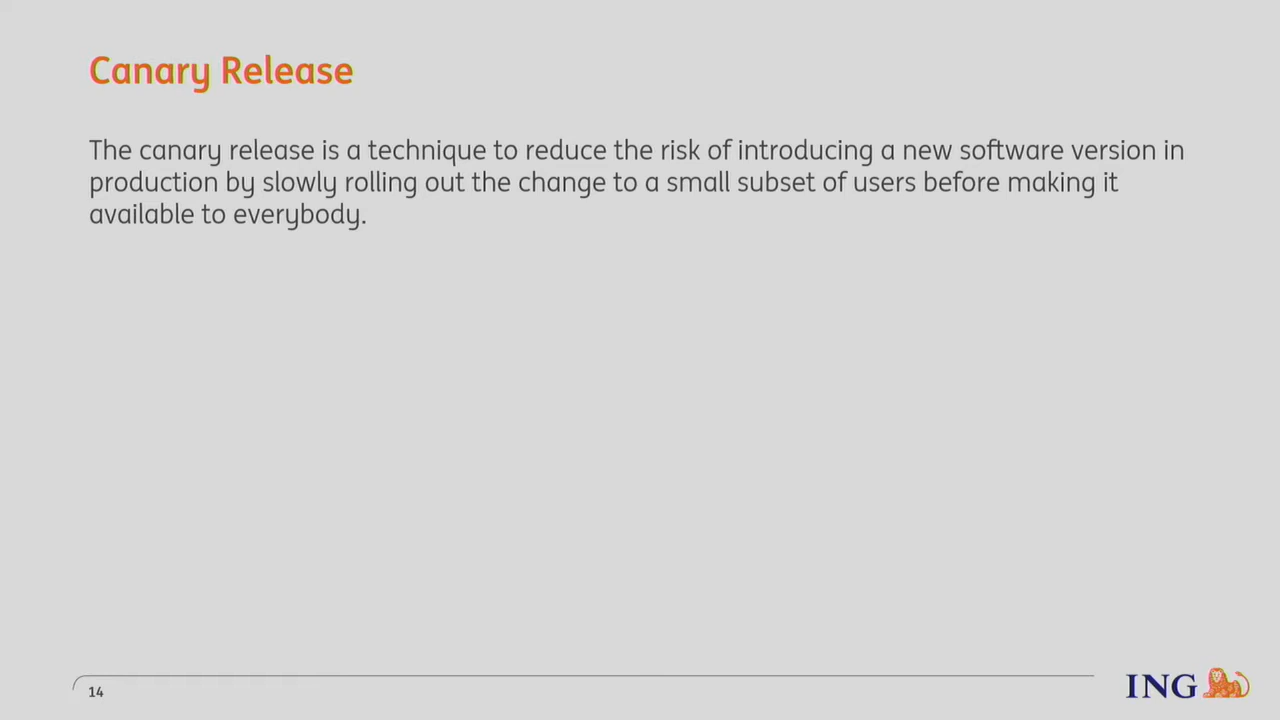 Canary Release
The canary release is a technique to reduce the risk of introducing a new software version in
production by slowly rolling out the change to a small subset of users before making it
available to everybody.
14
ING